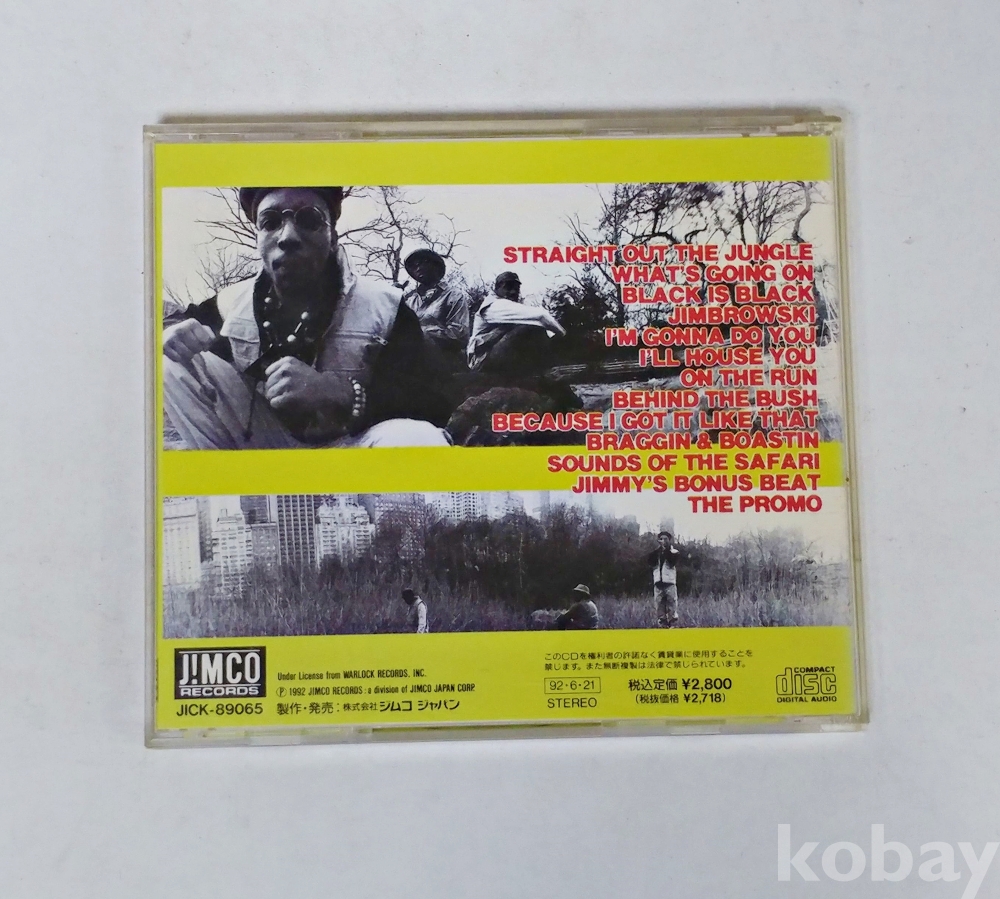 STRAIGHT OUT THE JUNGLE
WHAT'S GOING ON
BLACK IS BLACK
JIMBROWSKI
I'M GONNA DO YOU
I'LL HOUSE YOU
ON THE RUN
BEHIND THE BUSH
BECAUSE I GOT IT LIKE THAT
BRAGGIN & BOASTIN
SOUNDS OF THE SAFARI
JIMMY'S BONUS BEAT
THE PROMO
J!MCO
RECORDS
JICK-89065
Under License from WARLOCK RECORDS, INC.
Ⓟ 1992 JIMCO RECORDS : a division of JIMCO JAPAN CORP.
製作・発売：株式会社 ジムコ ジャパン
このCDを権利者の許諾なく賃貸業に使用することを
禁じます。また無断複製は法律で禁じられています。
92・6・21
STEREO
税込定価 ¥2,800
(税抜価格 ¥2,718)
COMPACT
disc
DIGITAL AUDIO
kobay